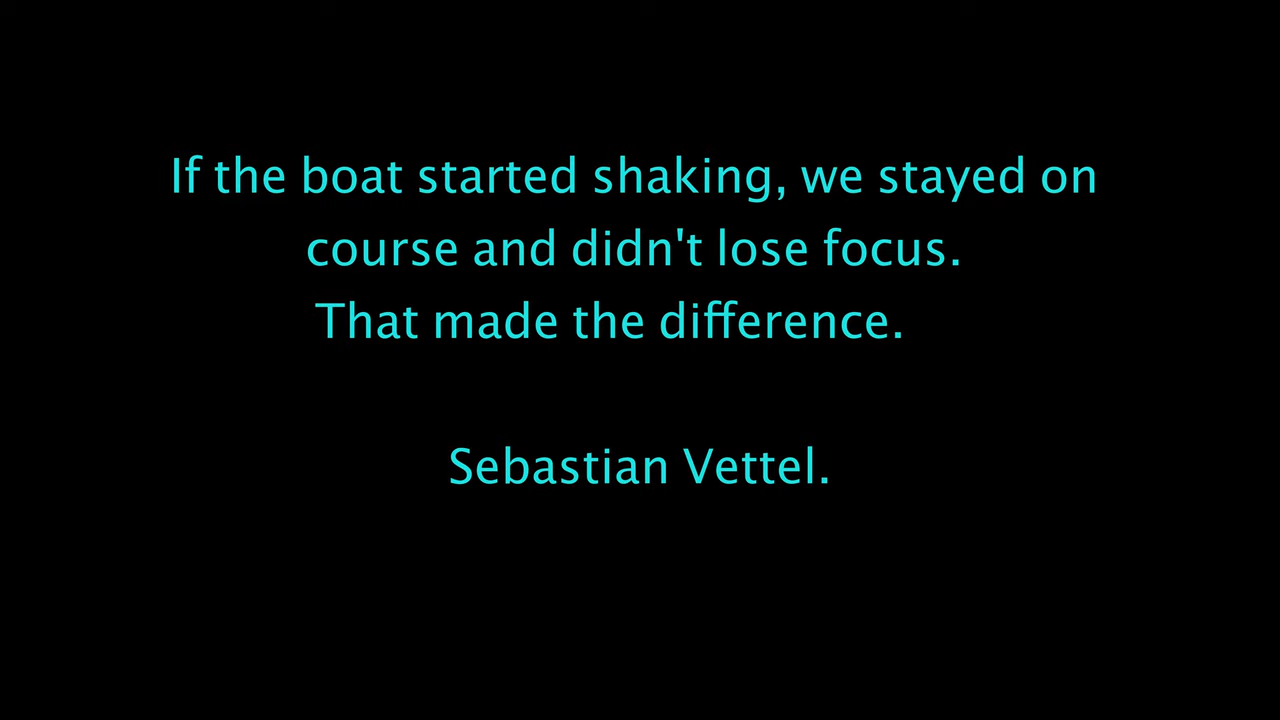 If the boat started shaking, we stayed on
course and didn't lose focus.
That made the difference.
Sebastian Vettel.